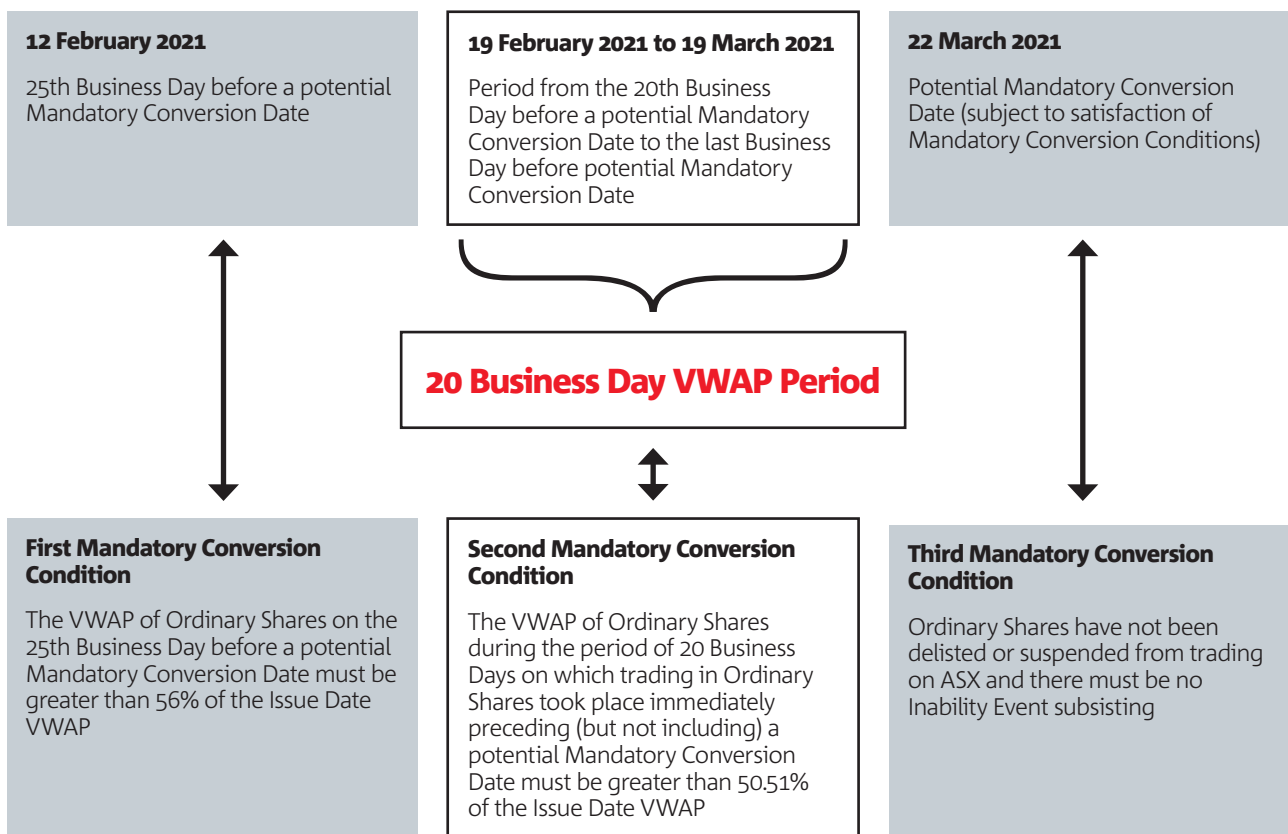 12 February 2021
25th Business Day before a potential
Mandatory Conversion Date
19 February 2021 to 19 March 2021
Period from the 20th Business
Day before a potential Mandatory
Conversion Date to the last Business
Day before potential Mandatory
Conversion Date
22 March 2021
Potential Mandatory Conversion
Date (subject to satisfaction of
Mandatory Conversion Conditions)
20 Business Day VWAP Period
First Mandatory Conversion
Condition
The VWAP of Ordinary Shares on the
25th Business Day before a potential
Mandatory Conversion Date must be
greater than 56% of the Issue Date
VWAP
Second Mandatory Conversion
Condition
The VWAP of Ordinary Shares
during the period of 20 Business
Days on which trading in Ordinary
Shares took place immediately
preceding (but not including) a
potential Mandatory Conversion
Date must be greater than 50.51%
of the Issue Date VWAP
Third Mandatory Conversion
Condition
Ordinary Shares have not been
delisted or suspended from trading
on ASX and there must be no
Inability Event subsisting